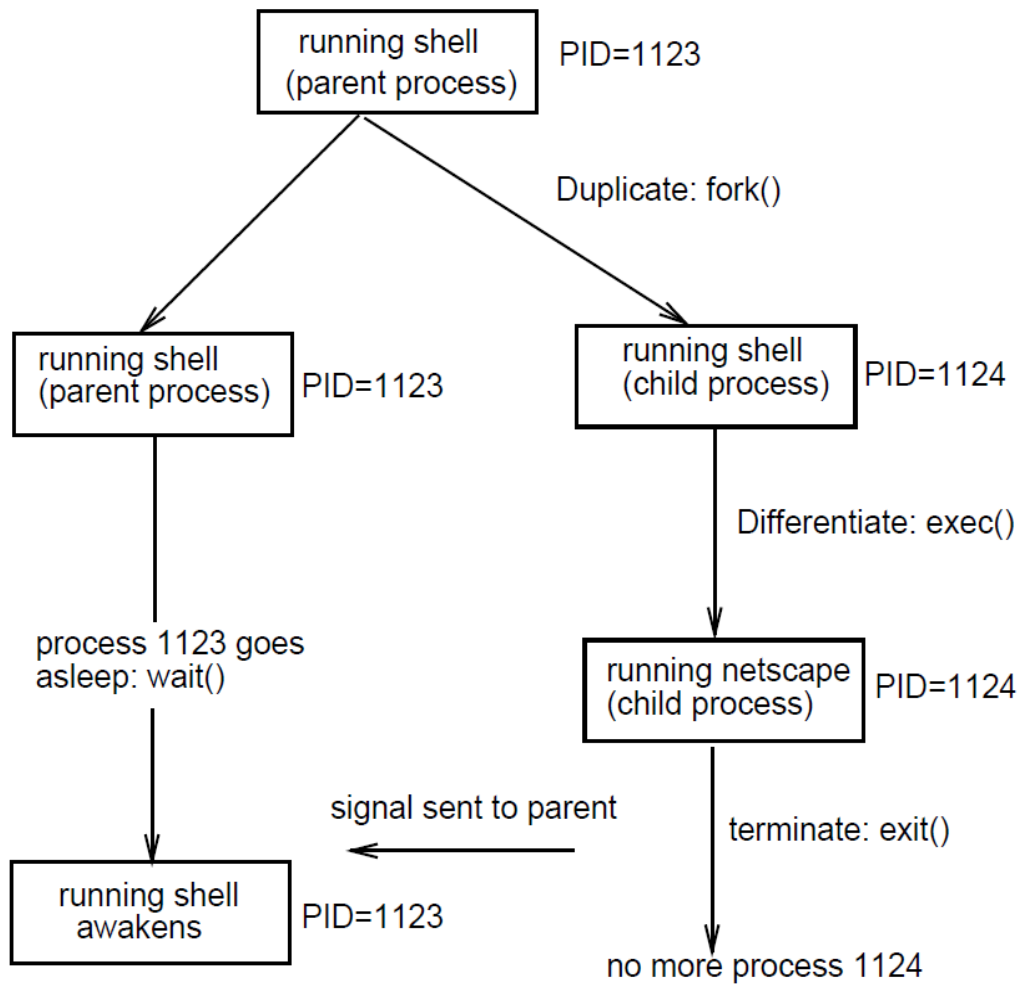 running shell
(parent process)
PID=1123
Duplicate: fork()
running shell
(parent process)
PID=1123
running shell
(child process)
PID=1124
Differentiate: exec()
process 1123 goes
asleep: wait()
running netscape
(child process)
PID=1124
signal sent to parent
terminate: exit()
running shell
awakens
PID=1123
no more process 1124